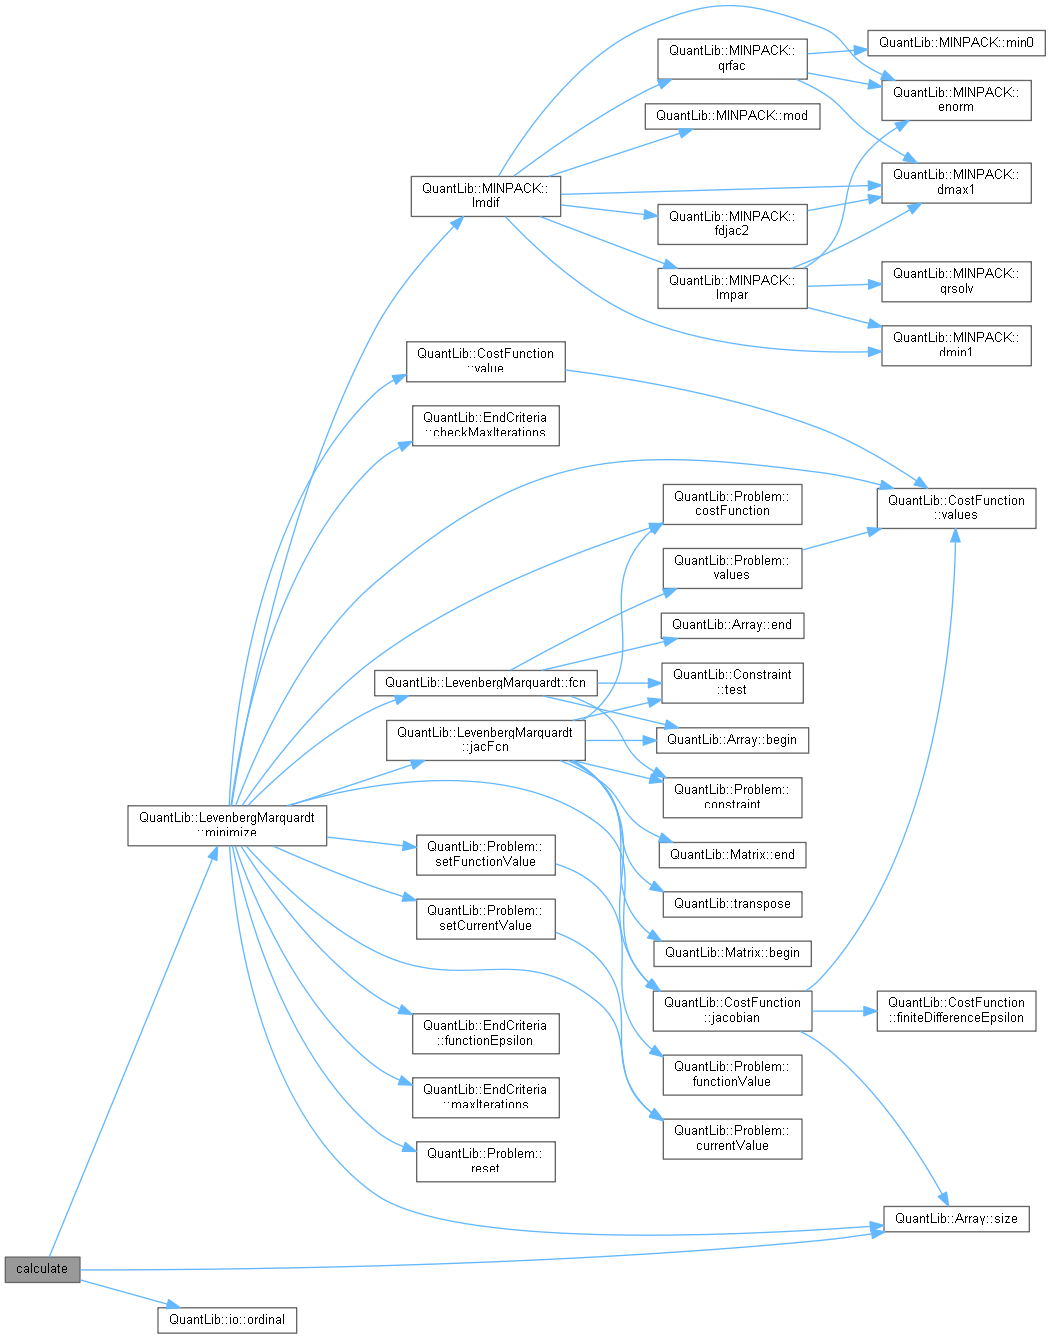 QuantLib::MINPACK::min0
QuantLib::MINPACK::
qrfac
QuantLib::MINPACK::
enorm
QuantLib::MINPACK::mod
QuantLib::MINPACK::
lmdif
QuantLib::MINPACK::
dmax1
QuantLib::MINPACK::
fdjac2
QuantLib::MINPACK::
lmpar
QuantLib::MINPACK::
qrsolv
QuantLib::MINPACK::
dmin1
QuantLib::CostFunction
::value
QuantLib::EndCriteria
::checkMaxIterations
QuantLib::Problem::
costFunction
QuantLib::CostFunction
::values
QuantLib::Problem::
values
QuantLib::Array::end
QuantLib::LevenbergMarquardt::fcn
QuantLib::Constraint
::test
QuantLib::LevenbergMarquardt
::jacFcn
QuantLib::Array::begin
QuantLib::Problem::
constraint
QuantLib::LevenbergMarquardt
::minimize
QuantLib::Problem::
setFunctionValue
QuantLib::Matrix::end
QuantLib::transpose
QuantLib::Problem::
setCurrentValue
QuantLib::Matrix::begin
QuantLib::CostFunction
::jacobian
QuantLib::CostFunction
::finiteDifferenceEpsilon
QuantLib::EndCriteria
::functionEpsilon
QuantLib::Problem::
functionValue
QuantLib::EndCriteria
::maxIterations
QuantLib::Problem::
currentValue
QuantLib::Problem::
reset
QuantLib::Array::size
calculate
QuantLib::io::ordinal